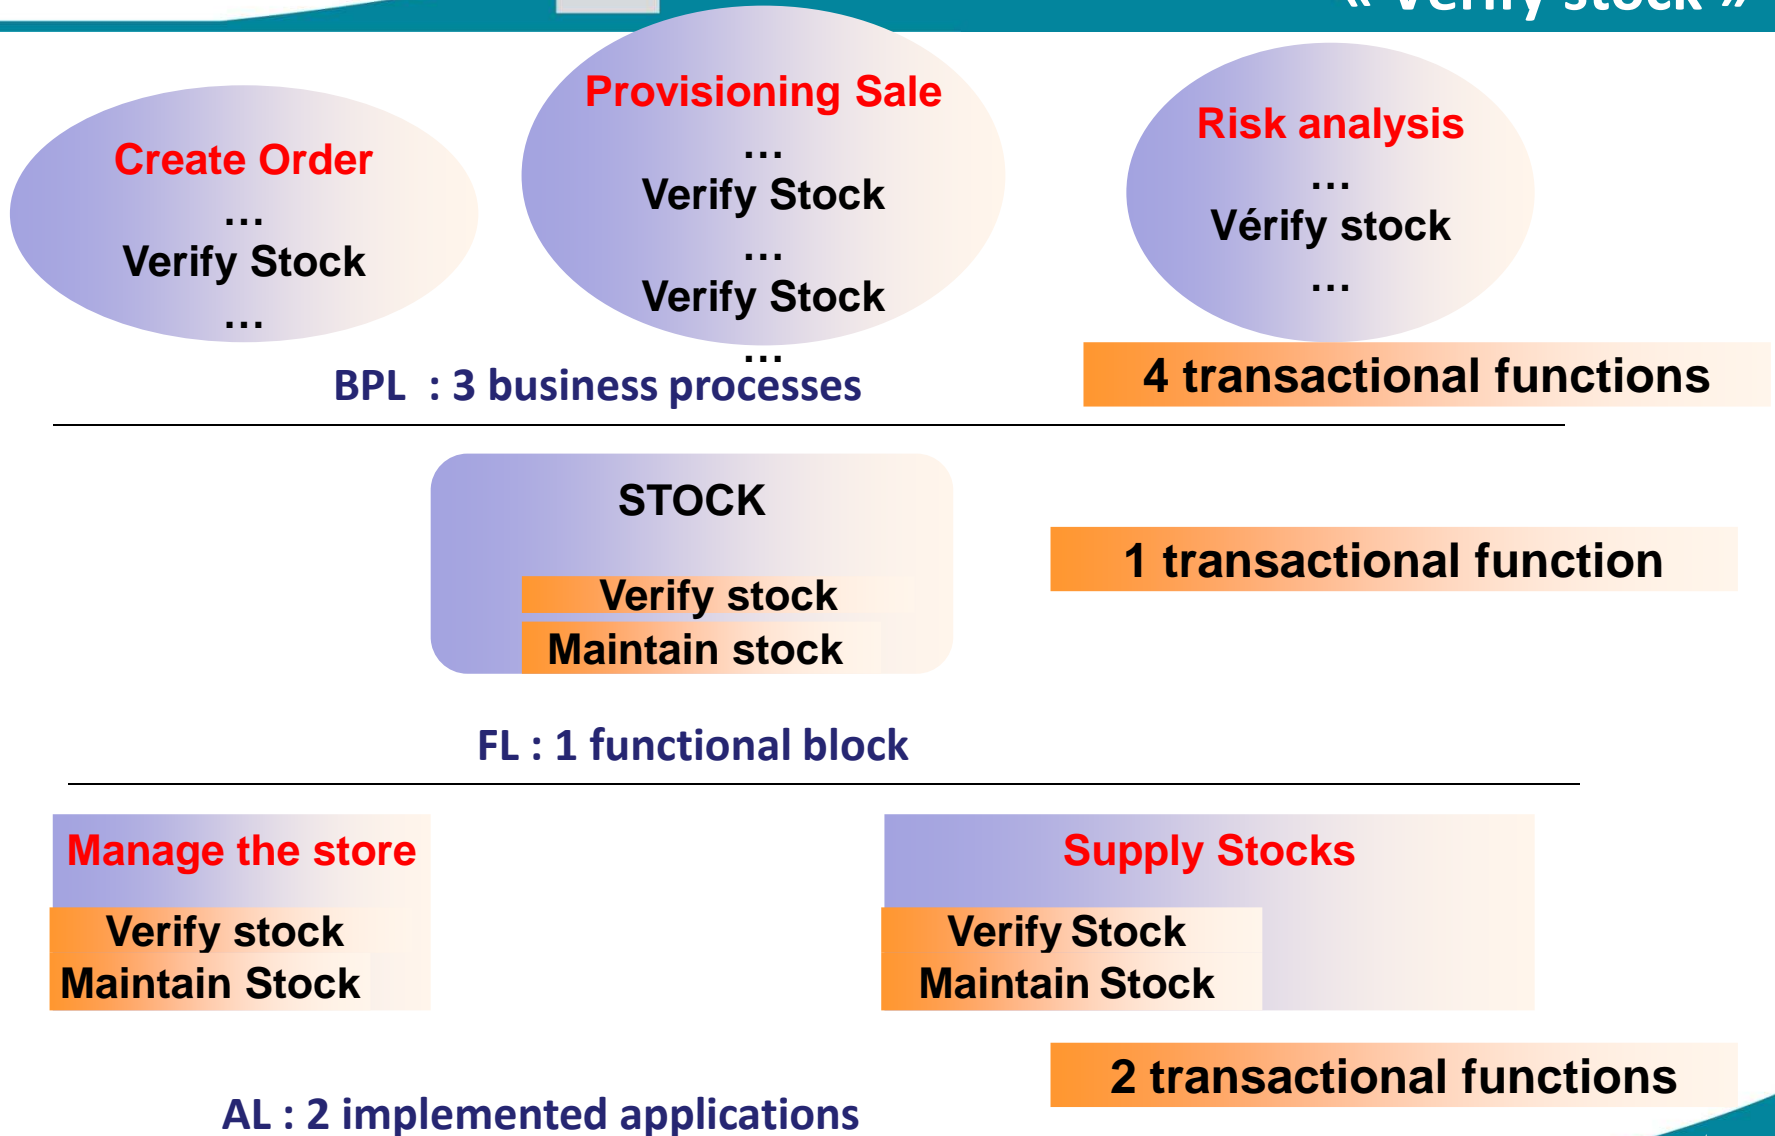 « Verify stock »
Create Order
…
Verify Stock
…
Provisioning Sale
…
Verify Stock
…
Verify Stock
…
Risk analysis
…
Vérify stock
…
BPL : 3 business processes
4 transactional functions
STOCK
Verify stock
Maintain stock
1 transactional function
FL : 1 functional block
Manage the store
Verify stock
Maintain Stock
Supply Stocks
Verify Stock
Maintain Stock
2 transactional functions
AL : 2 implemented applications